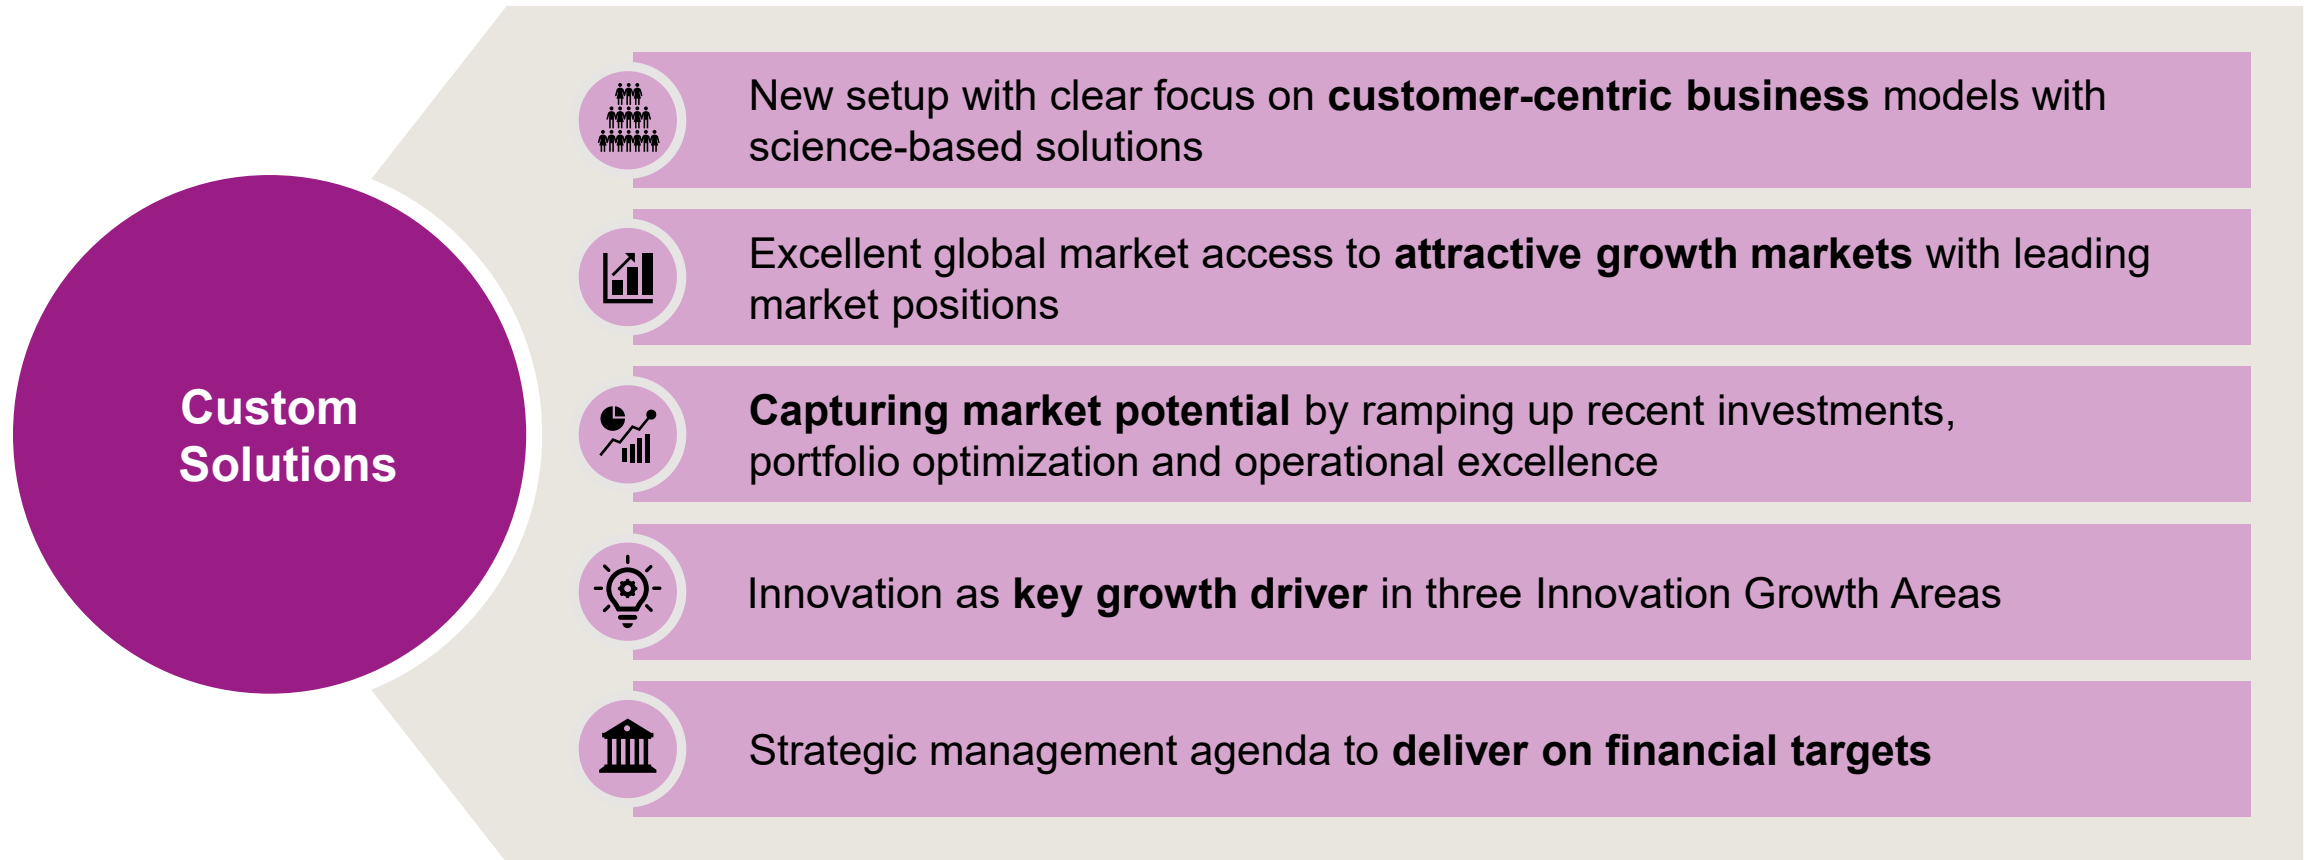 Custom
Solutions
New setup with clear focus on customer-centric business models with
science-based solutions
Excellent global market access to attractive growth markets with leading
market positions
Capturing market potential by ramping up recent investments,
portfolio optimization and operational excellence
Innovation as key growth driver in three Innovation Growth Areas
Strategic management agenda to deliver on financial targets